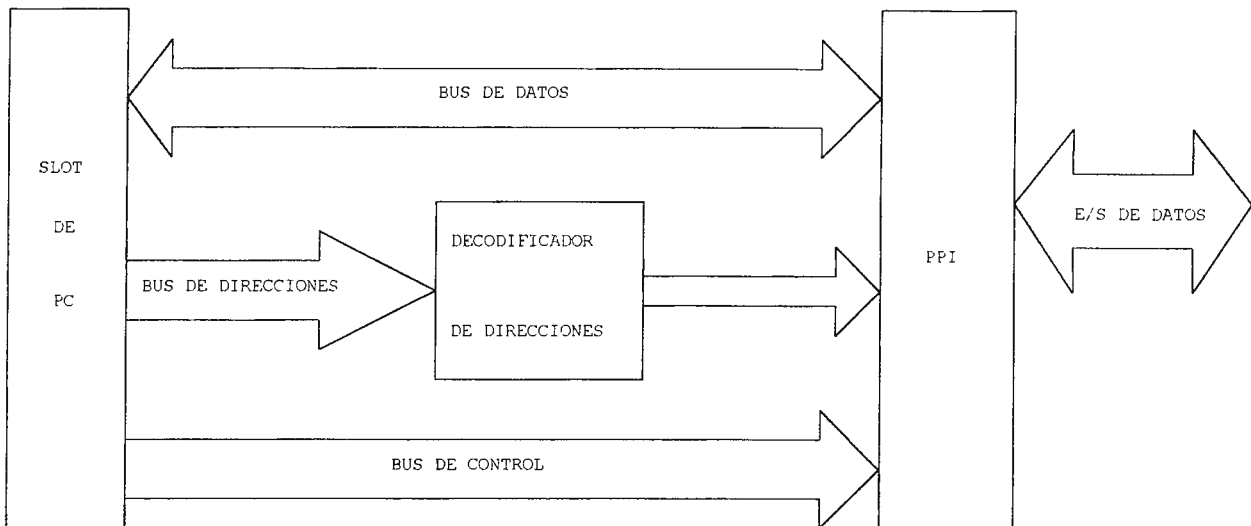 BUS DE DATOS
SLOT
DE
PC
E/S DE DATOS
DECODIFICADOR
DE DIRECCIONES
BUS DE DIRECCIONES
PPI
BUS DE CONTROL